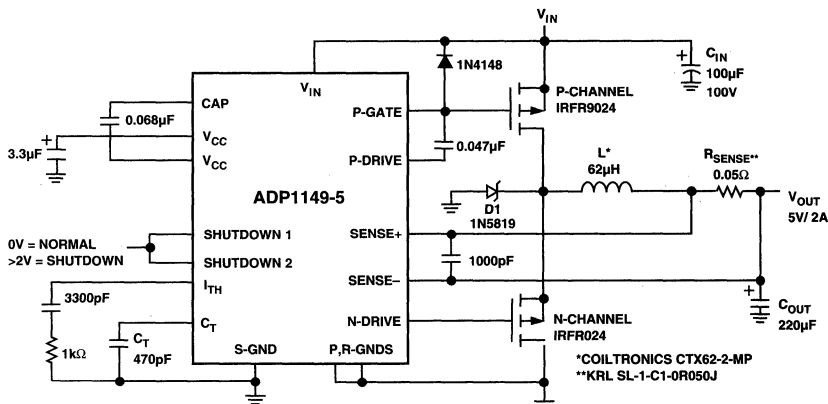 V_IN
1N4148
C_IN
100µF
100V
V_IN
CAP
0.068µF
P-GATE
P-CHANNEL
IRFR9024
V_CC
0.047µF
3.3µF
V_CC
P-DRIVE
L*
62µH
R_SENSE**
0.05Ω
ADP1149-5
D1
1N5819
V_OUT
5V/ 2A
SHUTDOWN 1
SENSE+
0V = NORMAL
>2V = SHUTDOWN
SHUTDOWN 2
1000pF
I_TH
SENSE–
3300pF
C_OUT
220µF
N-DRIVE
N-CHANNEL
IRFR024
C_T
C_T
470pF
1kΩ
S-GND
P,R-GNDS
*COILTRONICS CTX62-2-MP
**KRL SL-1-C1-0R050J